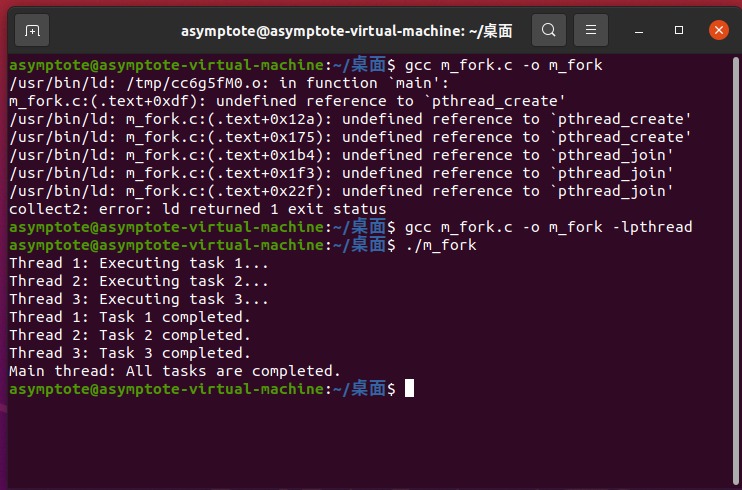 asymptote@asymptote-virtual-machine: ~/桌面
asymptote@asymptote-virtual-machine:~/桌面$ gcc m_fork.c -o m_fork
/usr/bin/ld: /tmp/cc6g5fM0.o: in function `main':
m_fork.c:(.text+0xdf): undefined reference to `pthread_create'
/usr/bin/ld: m_fork.c:(.text+0x12a): undefined reference to `pthread_create'
/usr/bin/ld: m_fork.c:(.text+0x175): undefined reference to `pthread_create'
/usr/bin/ld: m_fork.c:(.text+0x1b4): undefined reference to `pthread_join'
/usr/bin/ld: m_fork.c:(.text+0x1f3): undefined reference to `pthread_join'
/usr/bin/ld: m_fork.c:(.text+0x22f): undefined reference to `pthread_join'
collect2: error: ld returned 1 exit status
asymptote@asymptote-virtual-machine:~/桌面$ gcc m_fork.c -o m_fork -lpthread
asymptote@asymptote-virtual-machine:~/桌面$ ./m_fork
Thread 1: Executing task 1...
Thread 2: Executing task 2...
Thread 3: Executing task 3...
Thread 1: Task 1 completed.
Thread 2: Task 2 completed.
Thread 3: Task 3 completed.
Main thread: All tasks are completed.
asymptote@asymptote-virtual-machine:~/桌面$